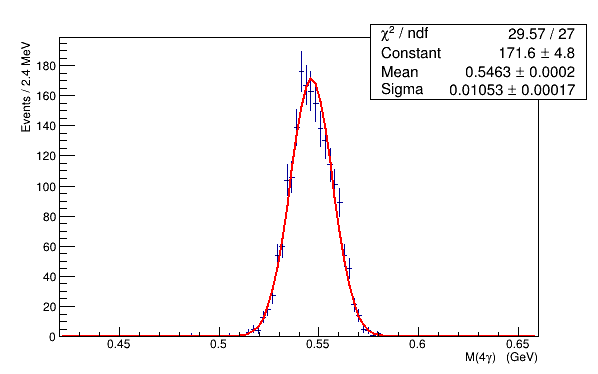 χ² / ndf 29.57 / 27
Constant 171.6 ± 4.8
Mean 0.5463 ± 0.0002
Sigma 0.01053 ± 0.00017
Events / 2.4 MeV
180
160
140
120
100
80
60
40
20
0
0.45 0.5 0.55 0.6 0.65
M(4γ) (GeV)